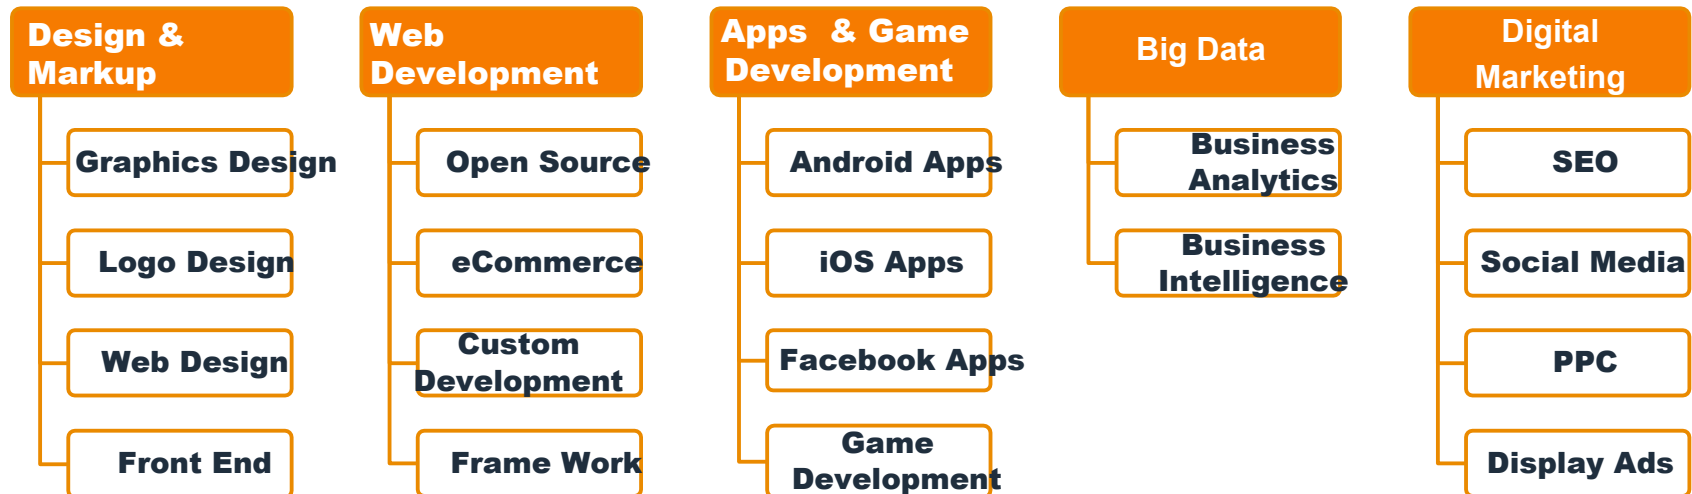 Design &
Markup
Graphics Design
Logo Design
Web Design
Front End
Web
Development
Open Source
eCommerce
Custom
Development
Frame Work
Apps & Game
Development
Android Apps
iOS Apps
Facebook Apps
Game
Development
Big Data
Business
Analytics
Business
Intelligence
Digital
Marketing
SEO
Social Media
PPC
Display Ads